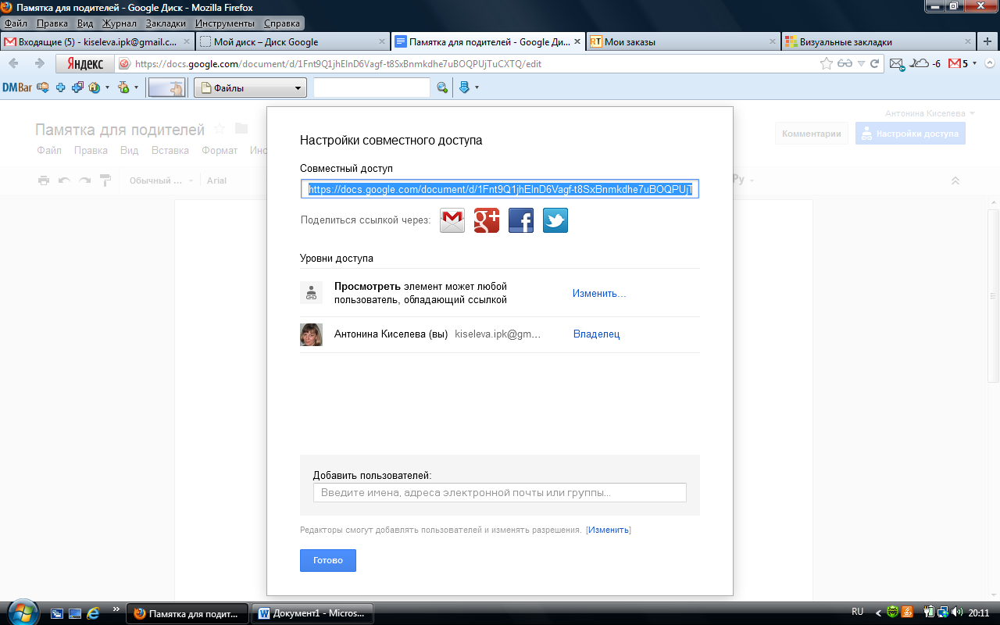 Памятка для подителей - Google Диск - Mozilla Firefox
Файл Правка Вид Журнал Закладки Инструменты Справка
Входящие (5) - kiseleva.ipk@gmail.c...
Мой диск – Диск Google
Памятка для подителей - Google Ди...
RT Мои заказы
Визуальные закладки
Яндекс
https://docs.google.com/document/d/1Fnt9Q1jhElnD6Vagf-t8SxBnmkdhe7uBOQPUjTuCXTQ/edit
-6
5
DMBar
Файлы
Антонина Киселева
Памятка для подителей
Комментарии
Настройки доступа
Файл Правка Вид Вставка Формат Инс
Обычный ...
Arial
Ру
Настройки совместного доступа
Совместный доступ
https://docs.google.com/document/d/1Fnt9Q1jhElnD6Vagf-t8SxBnmkdhe7uBOQPUjT
Поделиться ссылкой через:
Уровни доступа
Просмотреть элемент может любой
пользователь, обладающий ссылкой
Изменить...
Антонина Киселева (вы) kiseleva.ipk@gm...
Владелец
Добавить пользователей:
Введите имена, адреса электронной почты или группы...
Редакторы смогут добавлять пользователей и изменять разрешения. [Изменить]
Готово
Памятка для подит...
Документ1 - Micros...
RU
20:11